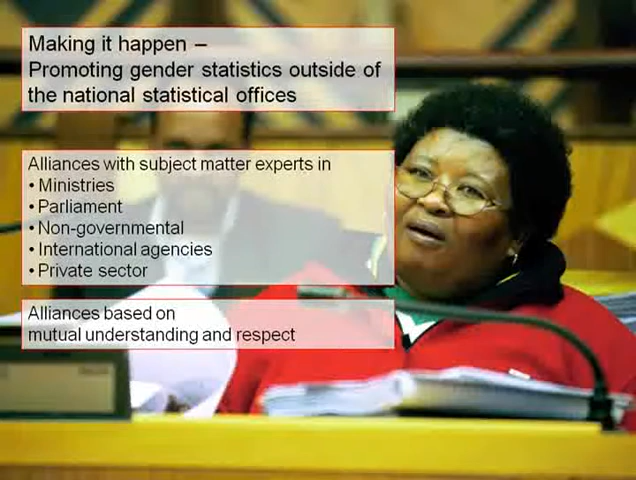 Making it happen –
Promoting gender statistics outside of
the national statistical offices
Alliances with subject matter experts in
• Ministries
• Parliament
• Non-governmental
• International agencies
• Private sector
Alliances based on
mutual understanding and respect